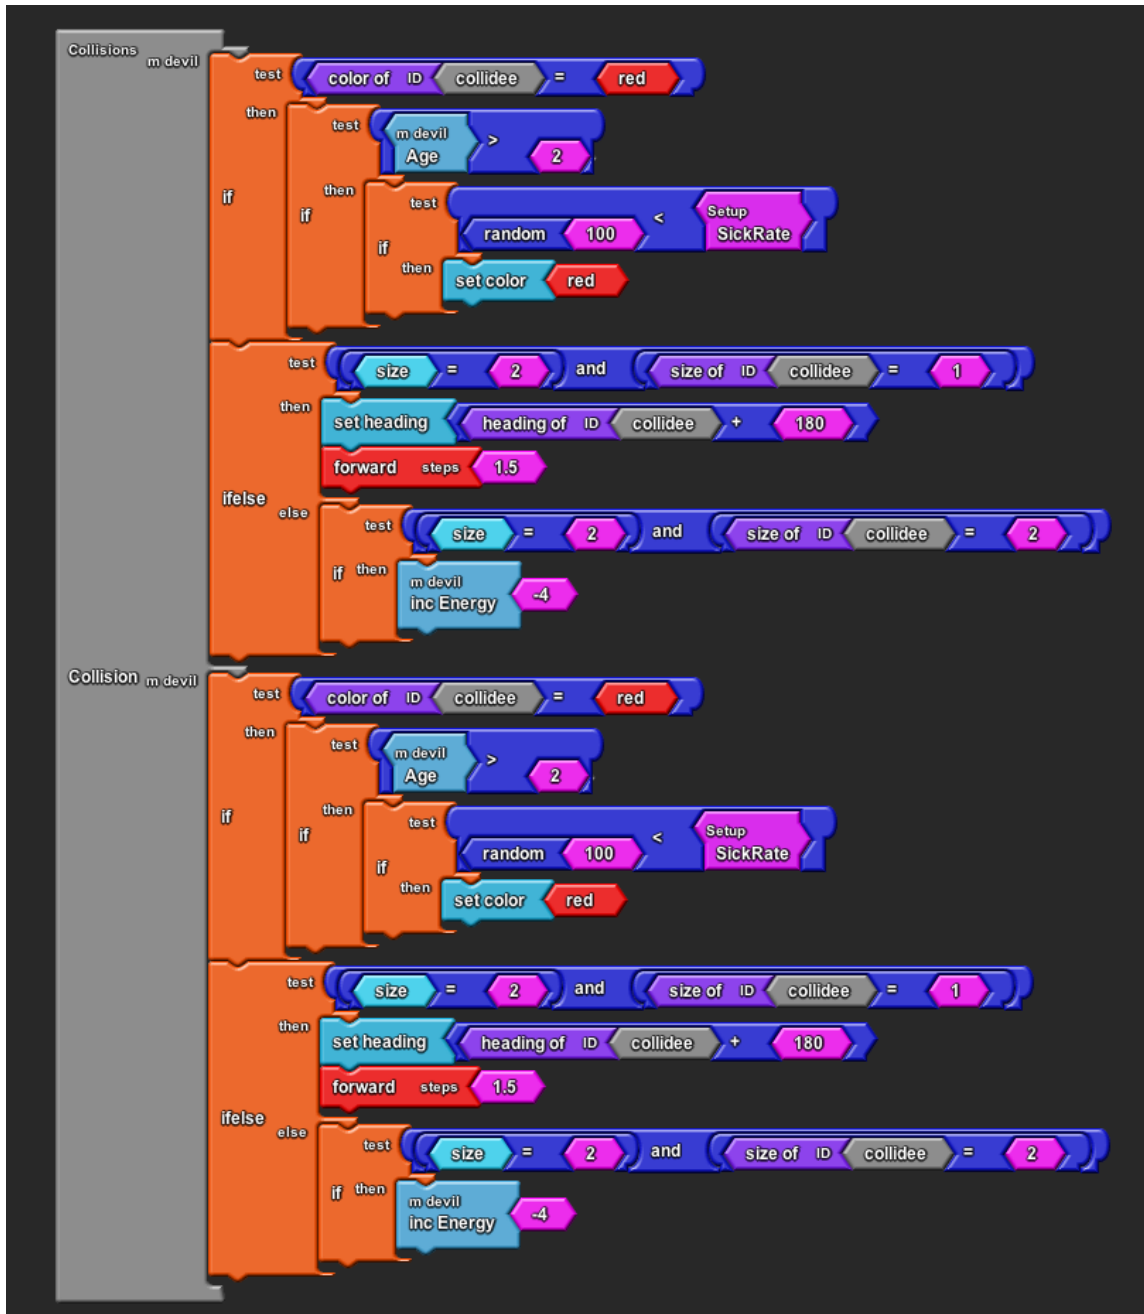 Collisions m devil
test color of ID collidee = red
then test m devil Age > 2
if
if then test random 100 < Setup SickRate
if
then set color red
test size = 2 and size of ID collidee = 1
then set heading heading of ID collidee + 180
forward steps 1.5
ifelse
else test size = 2 and size of ID collidee = 2
if then m devil inc Energy -4
Collision m devil
test color of ID collidee = red
then test m devil Age > 2
if
if then test random 100 < Setup SickRate
if
then set color red
test size = 2 and size of ID collidee = 1
then set heading heading of ID collidee + 180
forward steps 1.5
ifelse
else test size = 2 and size of ID collidee = 2
if then m devil inc Energy -4